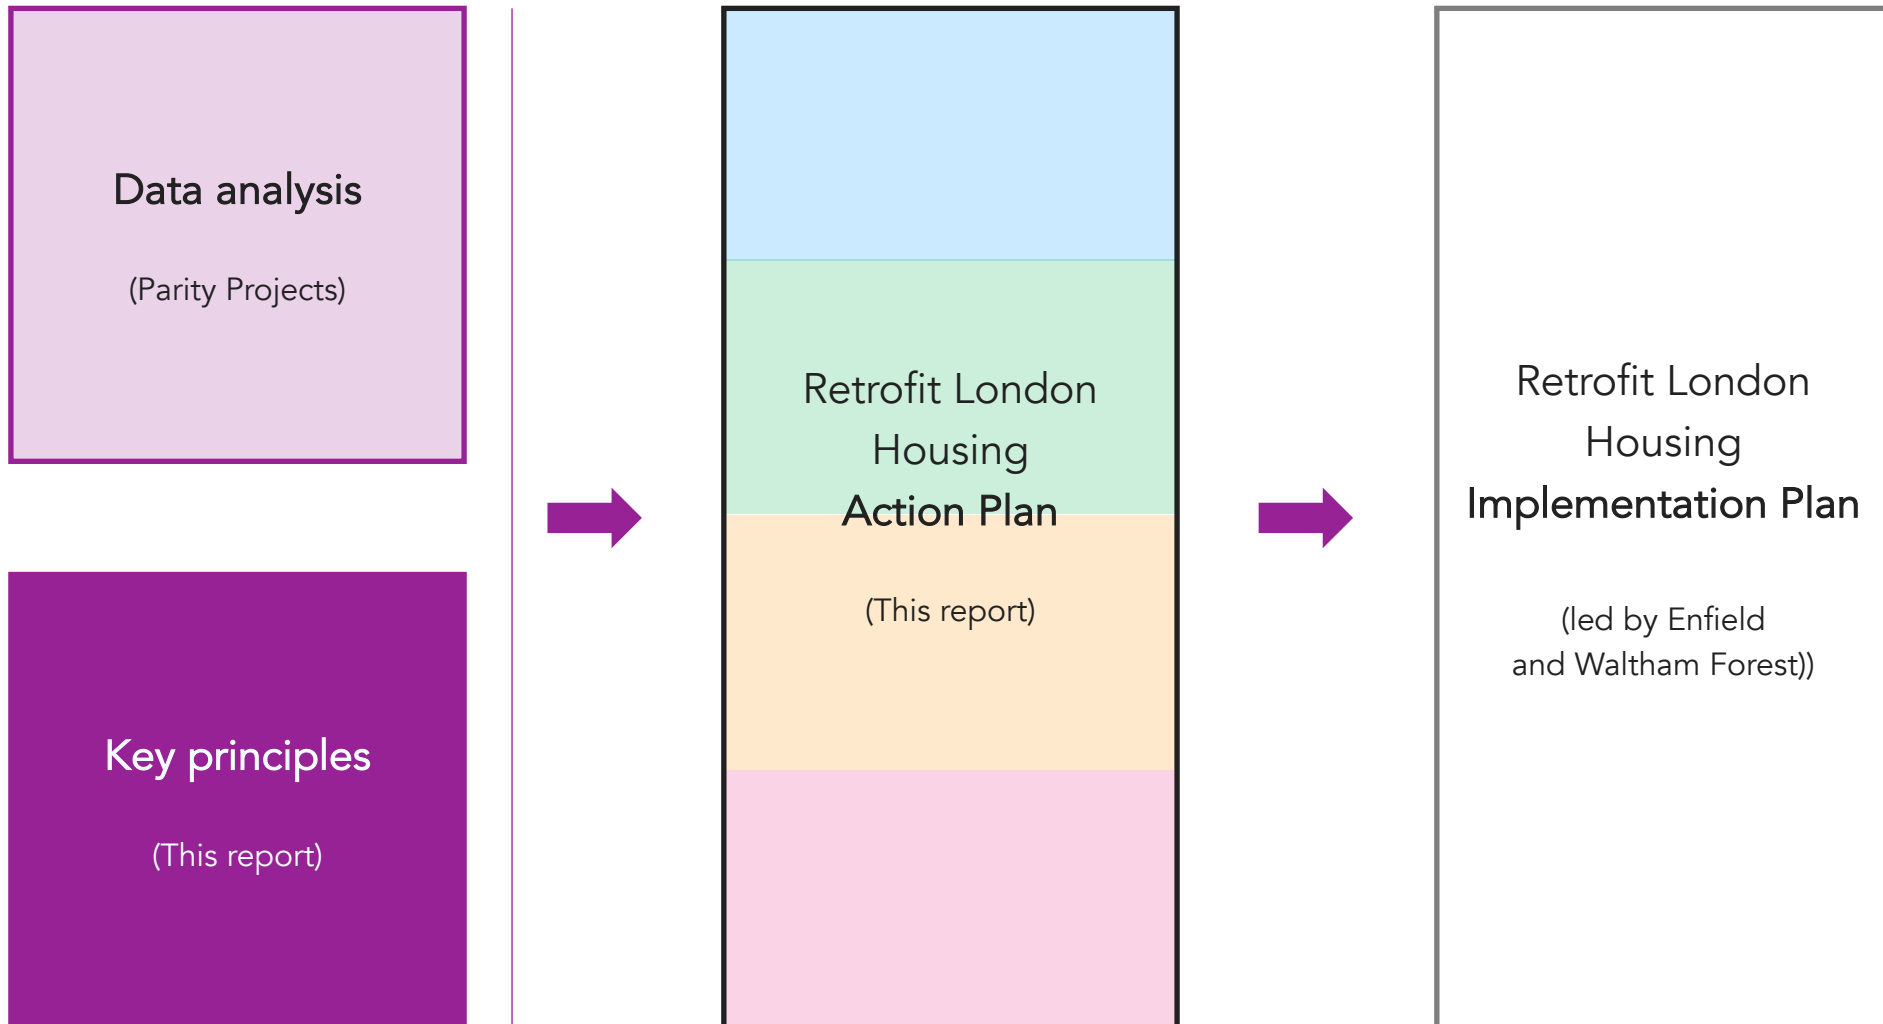 Data analysis
(Parity Projects)
Key principles
(This report)
Retrofit London
Housing
Action Plan
(This report)
Retrofit London
Housing
Implementation Plan
(led by Enfield
and Waltham Forest))